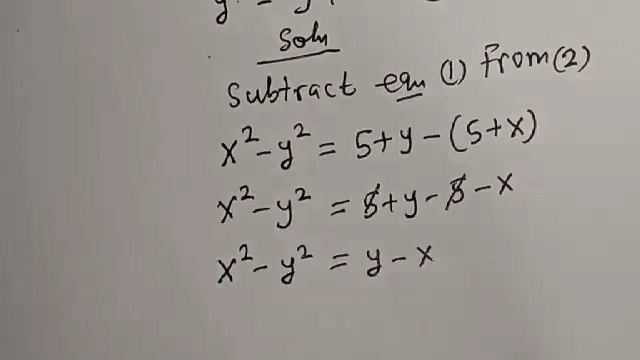 Soln
Subtract eqn (1) From (2)
x² - y² = 5 + y - (5 + x)
x² - y² = 5 + y - 5 - x
x² - y² = y - x